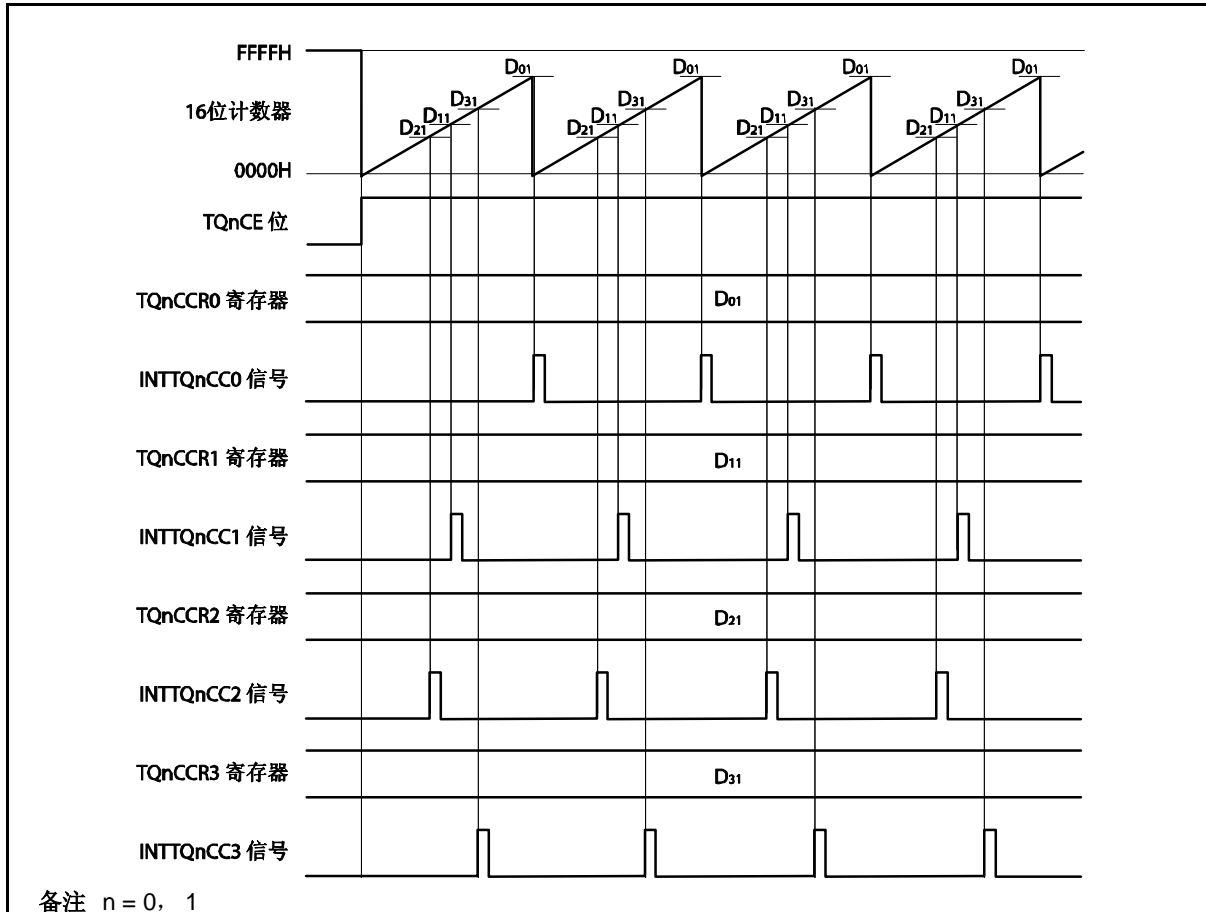 FFFFH
D01 D01 D01 D01
16位计数器
D31 D31 D31 D31
D11 D11 D11 D11
D21 D21 D21 D21
0000H
TQnCE 位
TQnCCR0 寄存器 D01
INTTQnCC0 信号
TQnCCR1 寄存器 D11
INTTQnCC1 信号
TQnCCR2 寄存器 D21
INTTQnCC2 信号
TQnCCR3 寄存器 D31
INTTQnCC3 信号
备注 n = 0， 1